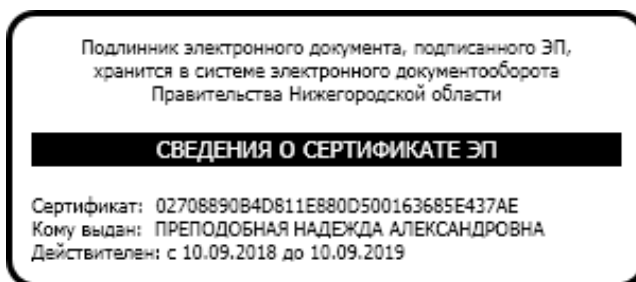 Подлинник электронного документа, подписанного ЭП,
хранится в системе электронного документооборота
Правительства Нижегородской области
СВЕДЕНИЯ О СЕРТИФИКАТЕ ЭП
Сертификат: 02708890B4D811E880D500163685E437AE
Кому выдан: ПРЕПОДОБНАЯ НАДЕЖДА АЛЕКСАНДРОВНА
Действителен: с 10.09.2018 до 10.09.2019